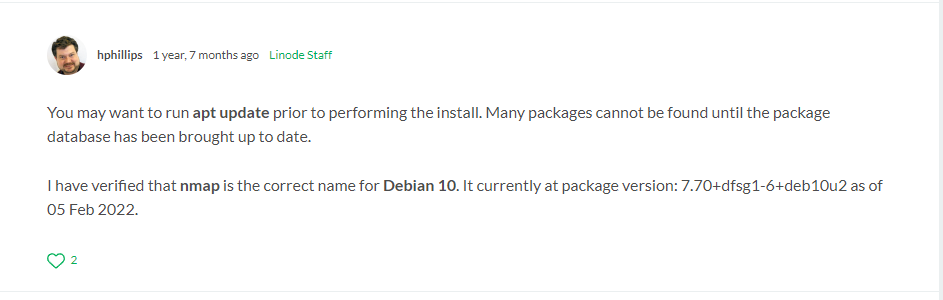 hphillips 1 year, 7 months ago Linode Staff
You may want to run apt update prior to performing the install. Many packages cannot be found until the package
database has been brought up to date.
I have verified that nmap is the correct name for Debian 10. It currently at package version: 7.70+dfsg1-6+deb10u2 as of
05 Feb 2022.
2